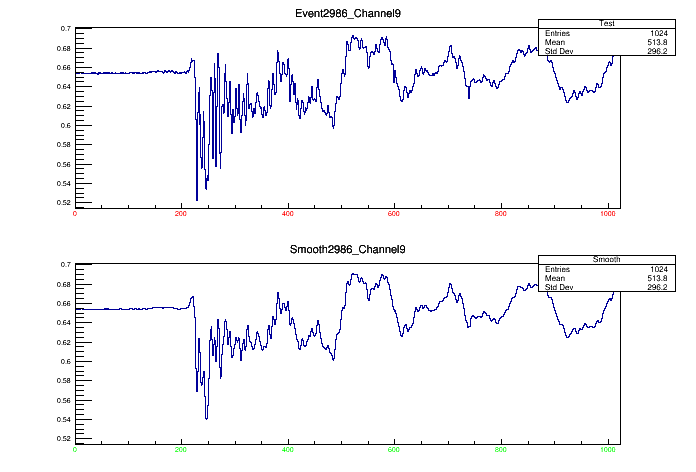 Event2986_Channel9
Test
Entries 1024
Mean 513.8
Std Dev 296.2
0.7
0.68
0.66
0.64
0.62
0.6
0.58
0.56
0.54
0.52
0 200 400 600 800 1000
Smooth2986_Channel9
Smooth
Entries 1024
Mean 513.8
Std Dev 296.2
0.7
0.68
0.66
0.64
0.62
0.6
0.58
0.56
0.54
0.52
0 200 400 600 800 1000